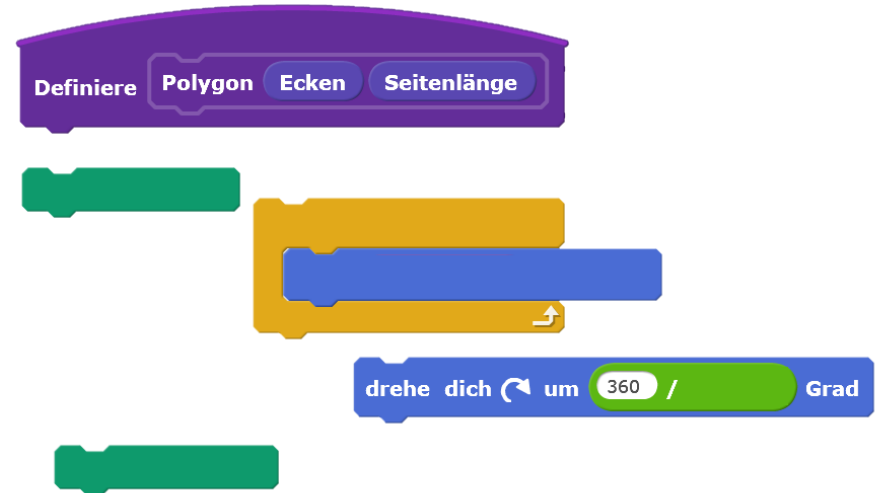 Definiere Polygon Ecken Seitenlänge
drehe dich um 360 / Grad